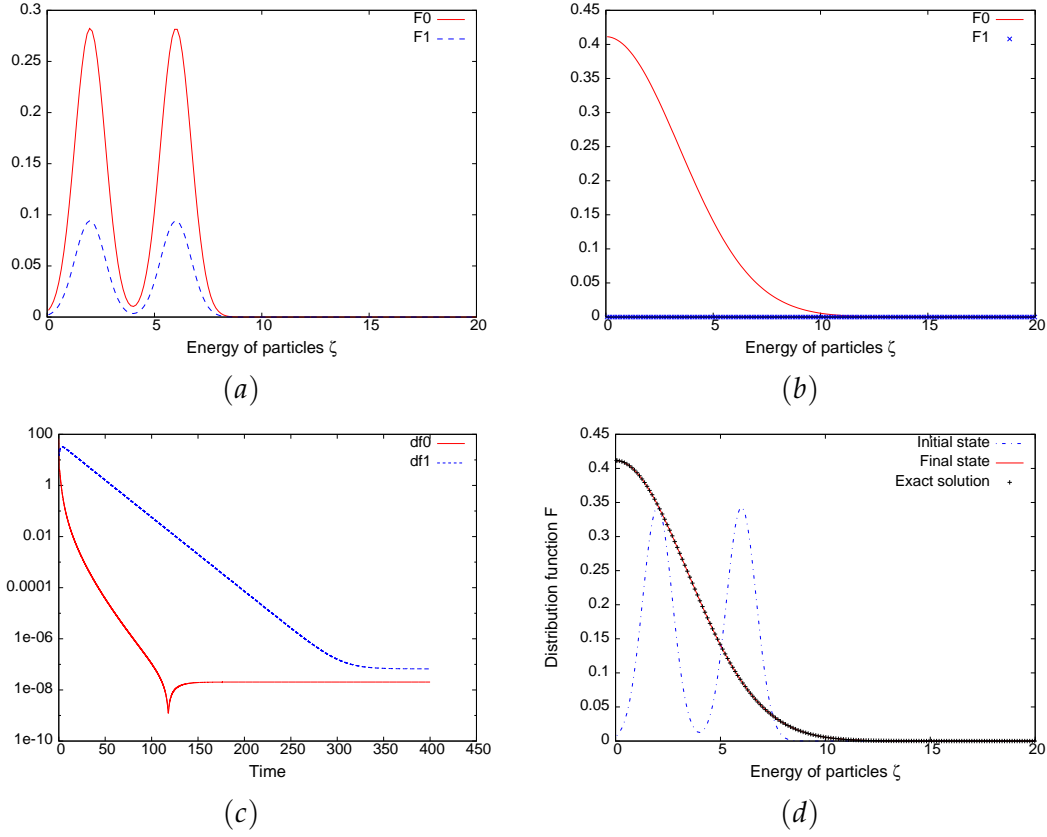 0.3
0.25
0.2
0.15
0.1
0.05
0
0 5 10 15 20
F0
F1
Energy of particles ζ
(a)
0.45
0.4
0.35
0.3
0.25
0.2
0.15
0.1
0.05
0
0 5 10 15 20
F0
F1
Energy of particles ζ
(b)
100
1
0.01
0.0001
1e-06
1e-08
1e-10
0 50 100 150 200 250 300 350 400 450
df0
df1
Time
(c)
Distribution function F
0.45
0.4
0.35
0.3
0.25
0.2
0.15
0.1
0.05
0
0 5 10 15 20
Initial state
Final state
Exact solution
Energy of particles ζ
(d)